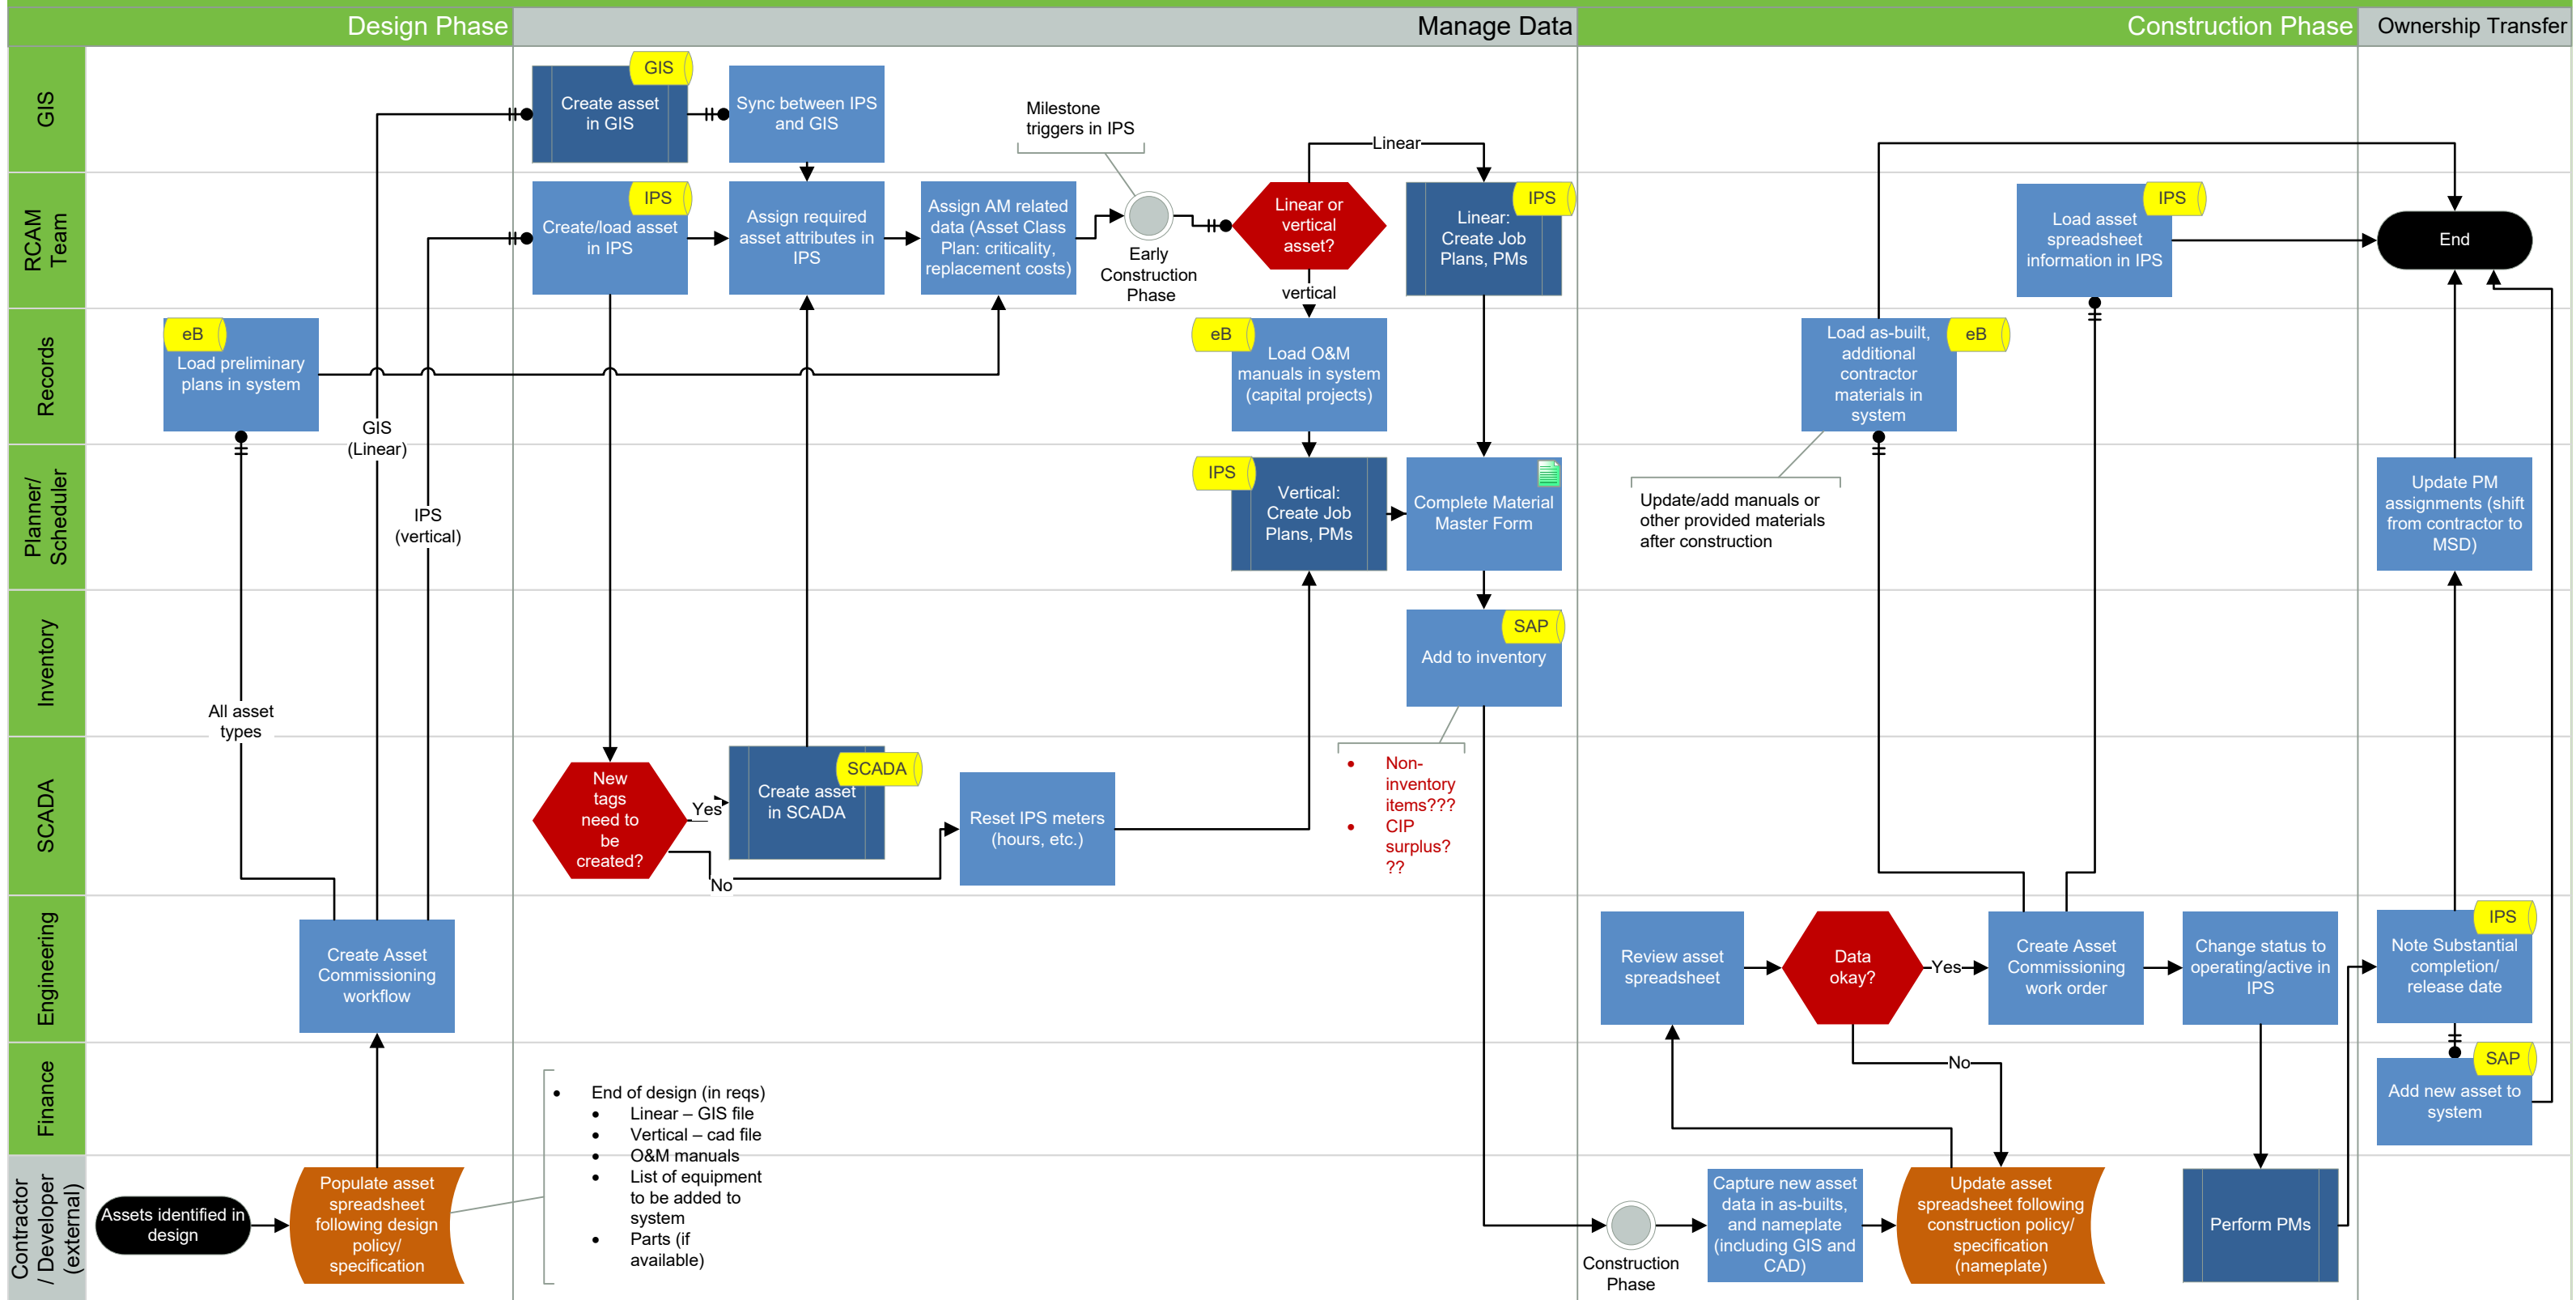 Design Phase
Manage Data
Construction Phase
Ownership Transfer
GIS
GIS
Create asset
in GIS
Sync between IPS
and GIS
Milestone
triggers in IPS
Linear
RCAM
Team
IPS
Create/load asset
in IPS
Assign required
asset attributes in
IPS
Assign AM related
data (Asset Class
Plan: criticality,
replacement costs)
Early
Construction
Phase
Linear or
vertical
asset?
vertical
IPS
Linear:
Create Job
Plans, PMs
IPS
Load asset
spreadsheet
information in IPS
End
Records
eB
Load preliminary
plans in system
GIS
(Linear)
eB
Load O&M
manuals in system
(capital projects)
eB
Load as-built,
additional
contractor
materials in
system
Planner/
Scheduler
IPS
(vertical)
IPS
Vertical:
Create Job
Plans, PMs
Complete Material
Master Form
Update/add manuals or
other provided materials
after construction
Update PM
assignments (shift
from contractor to
MSD)
Inventory
All asset
types
SAP
Add to inventory
SCADA
New
tags
need to
be
created?
Yes
No
SCADA
Create asset
in SCADA
Reset IPS meters
(hours, etc.)
• Non-
inventory
items???
• CIP
surplus?
??
Engineering
Create Asset
Commissioning
workflow
Review asset
spreadsheet
Data
okay?
Yes
Create Asset
Commissioning
work order
Change status to
operating/active in
IPS
IPS
Note Substantial
completion/
release date
Finance
No
SAP
Add new asset to
system
• End of design (in reqs)
• Linear – GIS file
• Vertical – cad file
• O&M manuals
• List of equipment
to be added to
system
• Parts (if
available)
Contractor
/ Developer
(external)
Assets identified in
design
Populate asset
spreadsheet
following design
policy/
specification
Construction
Phase
Capture new asset
data in as-builts,
and nameplate
(including GIS and
CAD)
Update asset
spreadsheet following
construction policy/
specification
(nameplate)
Perform PMs